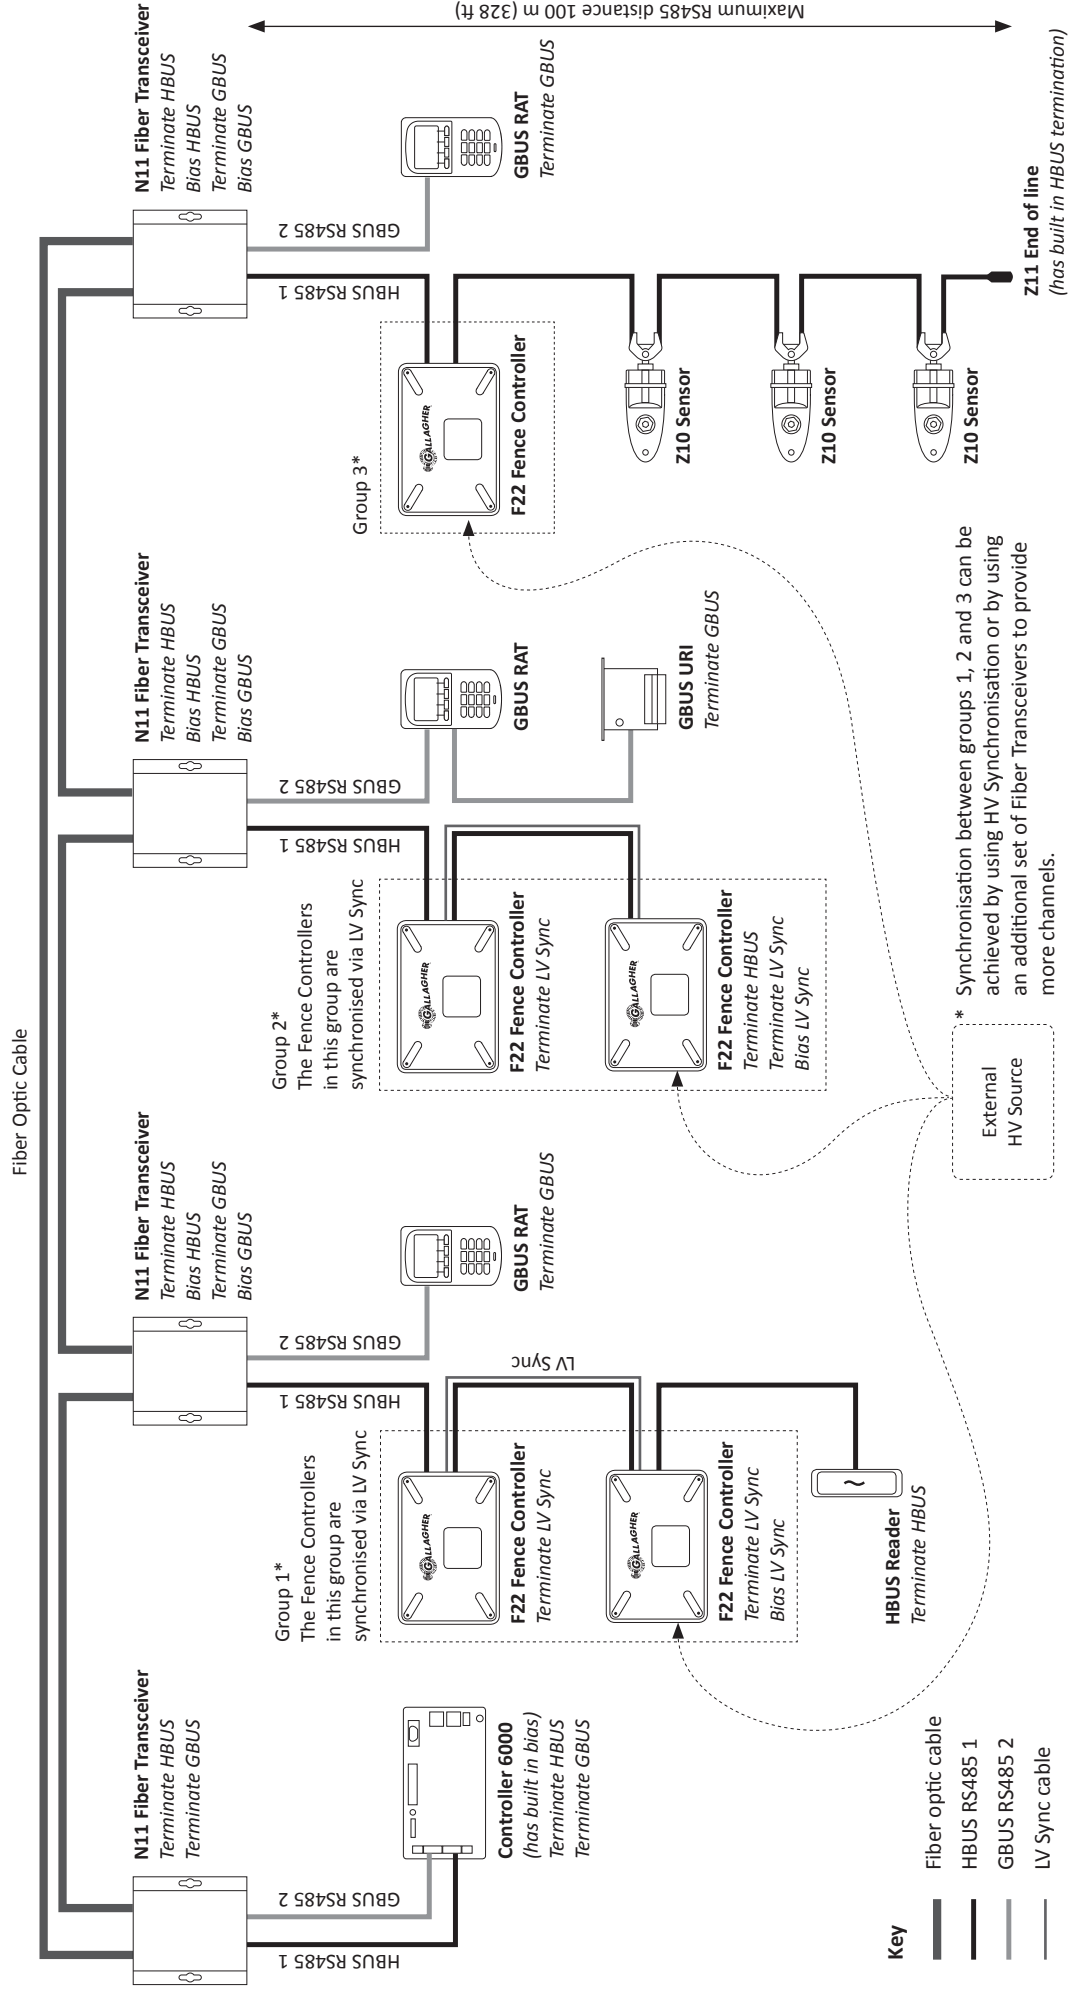 Fiber Optic Cable
N11 Fiber Transceiver
Terminate HBUS
Terminate GBUS
HBUS RS485 1
GBUS RS485 2
Controller 6000
(has built in bias)
Terminate HBUS
Terminate GBUS
N11 Fiber Transceiver
Terminate HBUS
Bias HBUS
Terminate GBUS
Bias GBUS
HBUS RS485 1
GBUS RS485 2
Group 1*
The Fence Controllers
in this group are
synchronised via LV Sync
GALLAGHER
F22 Fence Controller
Terminate LV Sync
LV Sync
GALLAGHER
F22 Fence Controller
Terminate LV Sync
Bias LV Sync
HBUS Reader
Terminate HBUS
GBUS RAT
Terminate GBUS
N11 Fiber Transceiver
Terminate HBUS
Bias HBUS
Terminate GBUS
Bias GBUS
HBUS RS485 1
GBUS RS485 2
Group 2*
The Fence Controllers
in this group are
synchronised via LV Sync
GALLAGHER
F22 Fence Controller
Terminate LV Sync
GALLAGHER
F22 Fence Controller
Terminate HBUS
Terminate LV Sync
Bias LV Sync
GBUS RAT
GBUS URI
Terminate GBUS
N11 Fiber Transceiver
Terminate HBUS
Bias HBUS
Terminate GBUS
Bias GBUS
HBUS RS485 1
GBUS RS485 2
Group 3*
GALLAGHER
F22 Fence Controller
GBUS RAT
Terminate GBUS
Z10 Sensor
Z10 Sensor
Z10 Sensor
Z11 End of line
(has built in HBUS termination)
Maximum RS485 distance 100 m (328 ft)
External
HV Source
* Synchronisation between groups 1, 2 and 3 can be
achieved by using HV Synchronisation or by using
an additional set of Fiber Transceivers to provide
more channels.
Key
Fiber optic cable
HBUS RS485 1
GBUS RS485 2
LV Sync cable